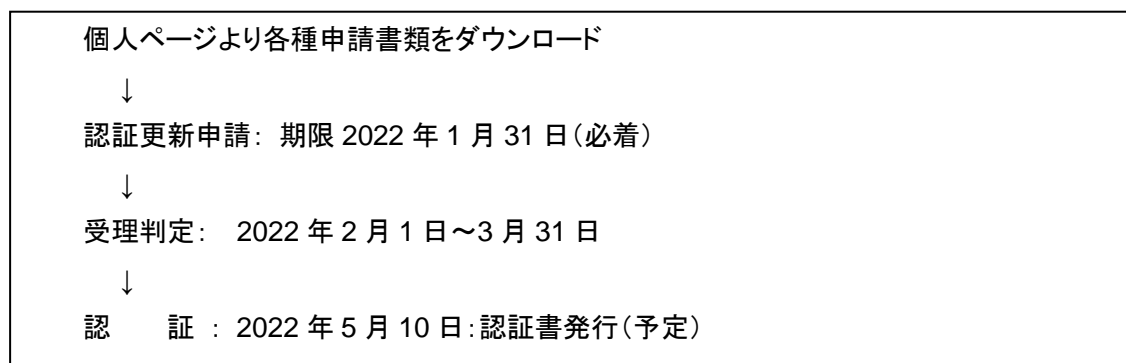 個人ページより各種申請書類をダウンロード
↓
認証更新申請： 期限 2022 年 1 月 31 日（必着）
↓
受理判定： 2022 年 2 月 1 日～3 月 31 日
↓
認　　証 ： 2022 年 5 月 10 日：認証書発行（予定）